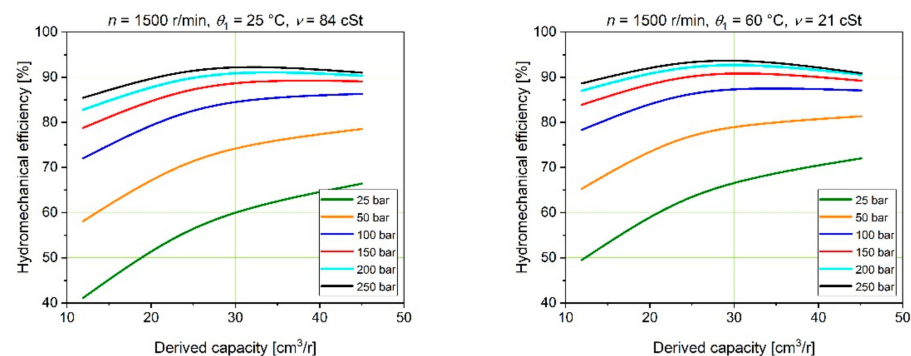 n = 1500 r/min, θ1 = 25 °C, ν = 84 cSt
Hydromechanical efficiency [%]
100
90
80
70
60
50
40
25 bar
50 bar
100 bar
150 bar
200 bar
250 bar
10
20
30
40
50
Derived capacity [cm³/r]
n = 1500 r/min, θ1 = 60 °C, ν = 21 cSt
Hydromechanical efficiency [%]
100
90
80
70
60
50
40
25 bar
50 bar
100 bar
150 bar
200 bar
250 bar
10
20
30
40
50
Derived capacity [cm³/r]